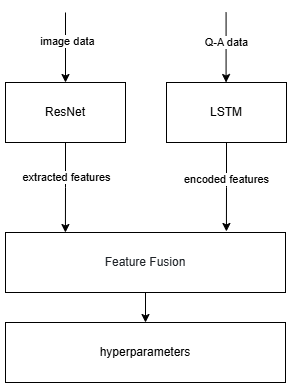 image data
Q-A data
ResNet
LSTM
extracted features
encoded features
Feature Fusion
hyperparameters